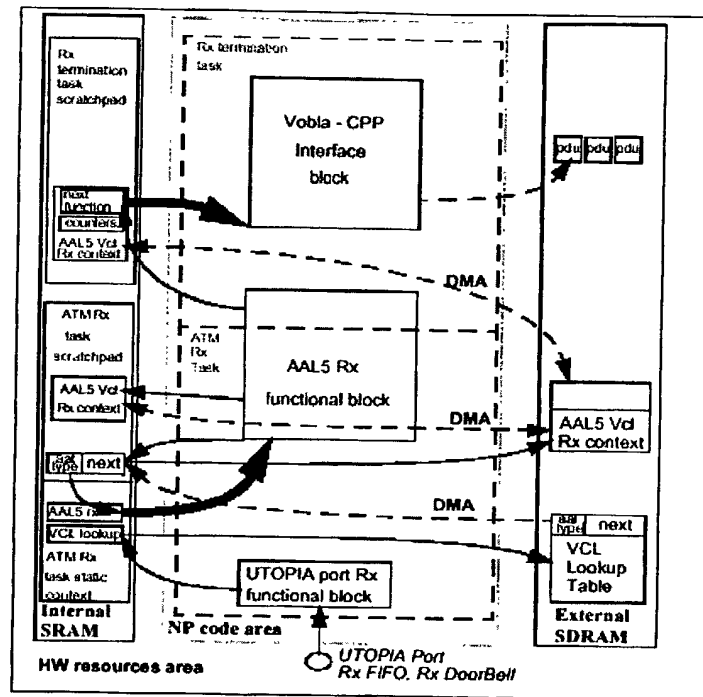 Rx
termination
task
scratchpad
next
function
counters
AAL5 Vcl
Rx context
ATM Rx
task
scratchpad
AAL5 Vcl
Rx context
aal
type
next
AAL5
VCL lookup
ATM Rx
task static
context
Internal
SRAM
Rx termination
task
Vobla - CPP
Interface
block
ATM
Rx
Task
AAL5 Rx
functional block
UTOPIA port Rx
functional block
NP code area
DMA
DMA
DMA
pdu pdu pdu
AAL5 Vcl
Rx context
aal
type
next
VCL
Lookup
Table
External
SDRAM
HW resources area
UTOPIA Port
Rx FIFO, Rx DoorBell